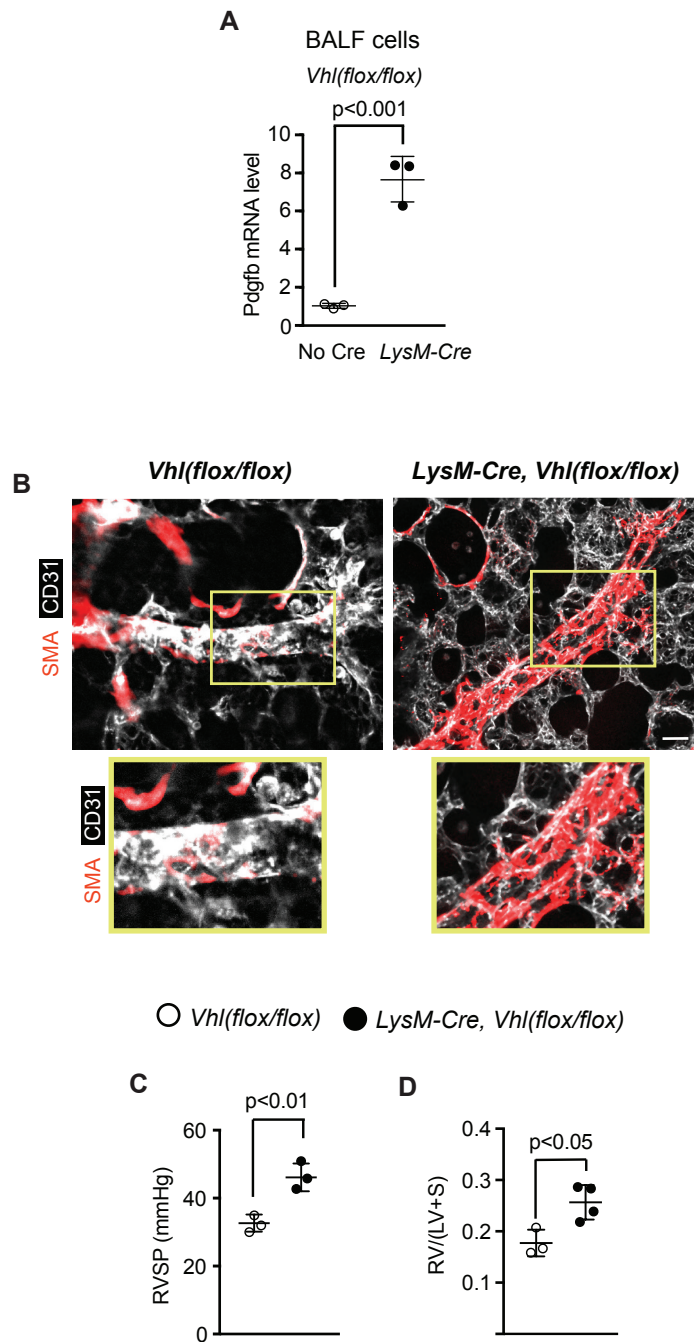 A
BALF cells
Vhl(flox/flox)
p<0.001
10
8
6
4
2
0
Pdgfb mRNA level
No Cre LysM-Cre
B
Vhl(flox/flox) LysM-Cre, Vhl(flox/flox)
SMA CD31
SMA CD31
Vhl(flox/flox) LysM-Cre, Vhl(flox/flox)
C
p<0.01
60
40
20
0
RVSP (mmHg)
D
p<0.05
0.4
0.3
0.2
0.1
RV/(LV+S)